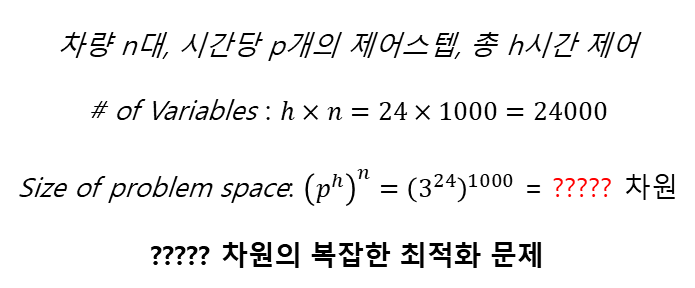 차량 n대, 시간당 p개의 제어스텝, 총 h시간 제어
# of Variables : h × n = 24 × 1000 = 24000
Size of problem space: (p^h)^n = (3^24)^1000 = ????? 차원
????? 차원의 복잡한 최적화 문제